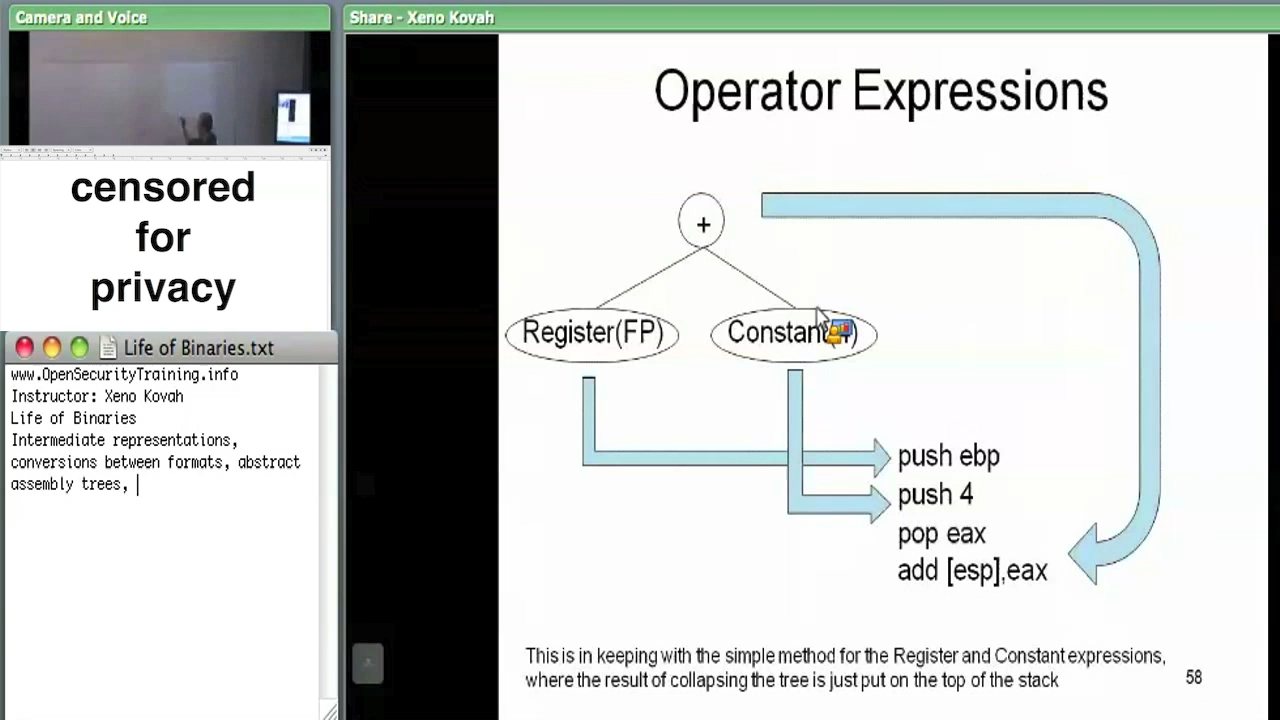 Camera and Voice
Share - Xeno Kovah
censored
for
privacy
Life of Binaries.txt
www.OpenSecurityTraining.info
Instructor: Xeno Kovah
Life of Binaries
Intermediate representations,
conversions between formats, abstract
assembly trees,
Operator Expressions
+
Register(FP)
Constant(4)
push ebp
push 4
pop eax
add [esp],eax
This is in keeping with the simple method for the Register and Constant expressions,
where the result of collapsing the tree is just put on the top of the stack
58